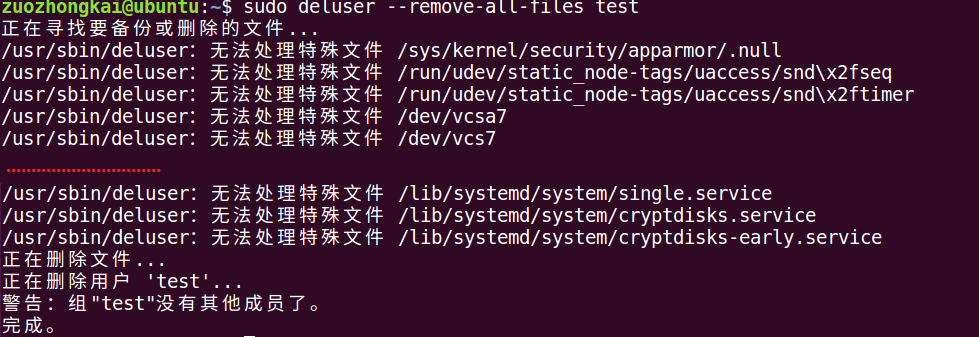 zuozhongkai@ubuntu:~$ sudo deluser --remove-all-files test
正在寻找要备份或删除的文件...
/usr/sbin/deluser: 无法处理特殊文件 /sys/kernel/security/apparmor/.null
/usr/sbin/deluser: 无法处理特殊文件 /run/udev/static_node-tags/uaccess/snd\x2fseq
/usr/sbin/deluser: 无法处理特殊文件 /run/udev/static_node-tags/uaccess/snd\x2ftimer
/usr/sbin/deluser: 无法处理特殊文件 /dev/vcsa7
/usr/sbin/deluser: 无法处理特殊文件 /dev/vcs7
................................
/usr/sbin/deluser: 无法处理特殊文件 /lib/systemd/system/single.service
/usr/sbin/deluser: 无法处理特殊文件 /lib/systemd/system/cryptdisks.service
/usr/sbin/deluser: 无法处理特殊文件 /lib/systemd/system/cryptdisks-early.service
正在删除文件...
正在删除用户 'test'...
警告：组"test"没有其他成员了。
完成。